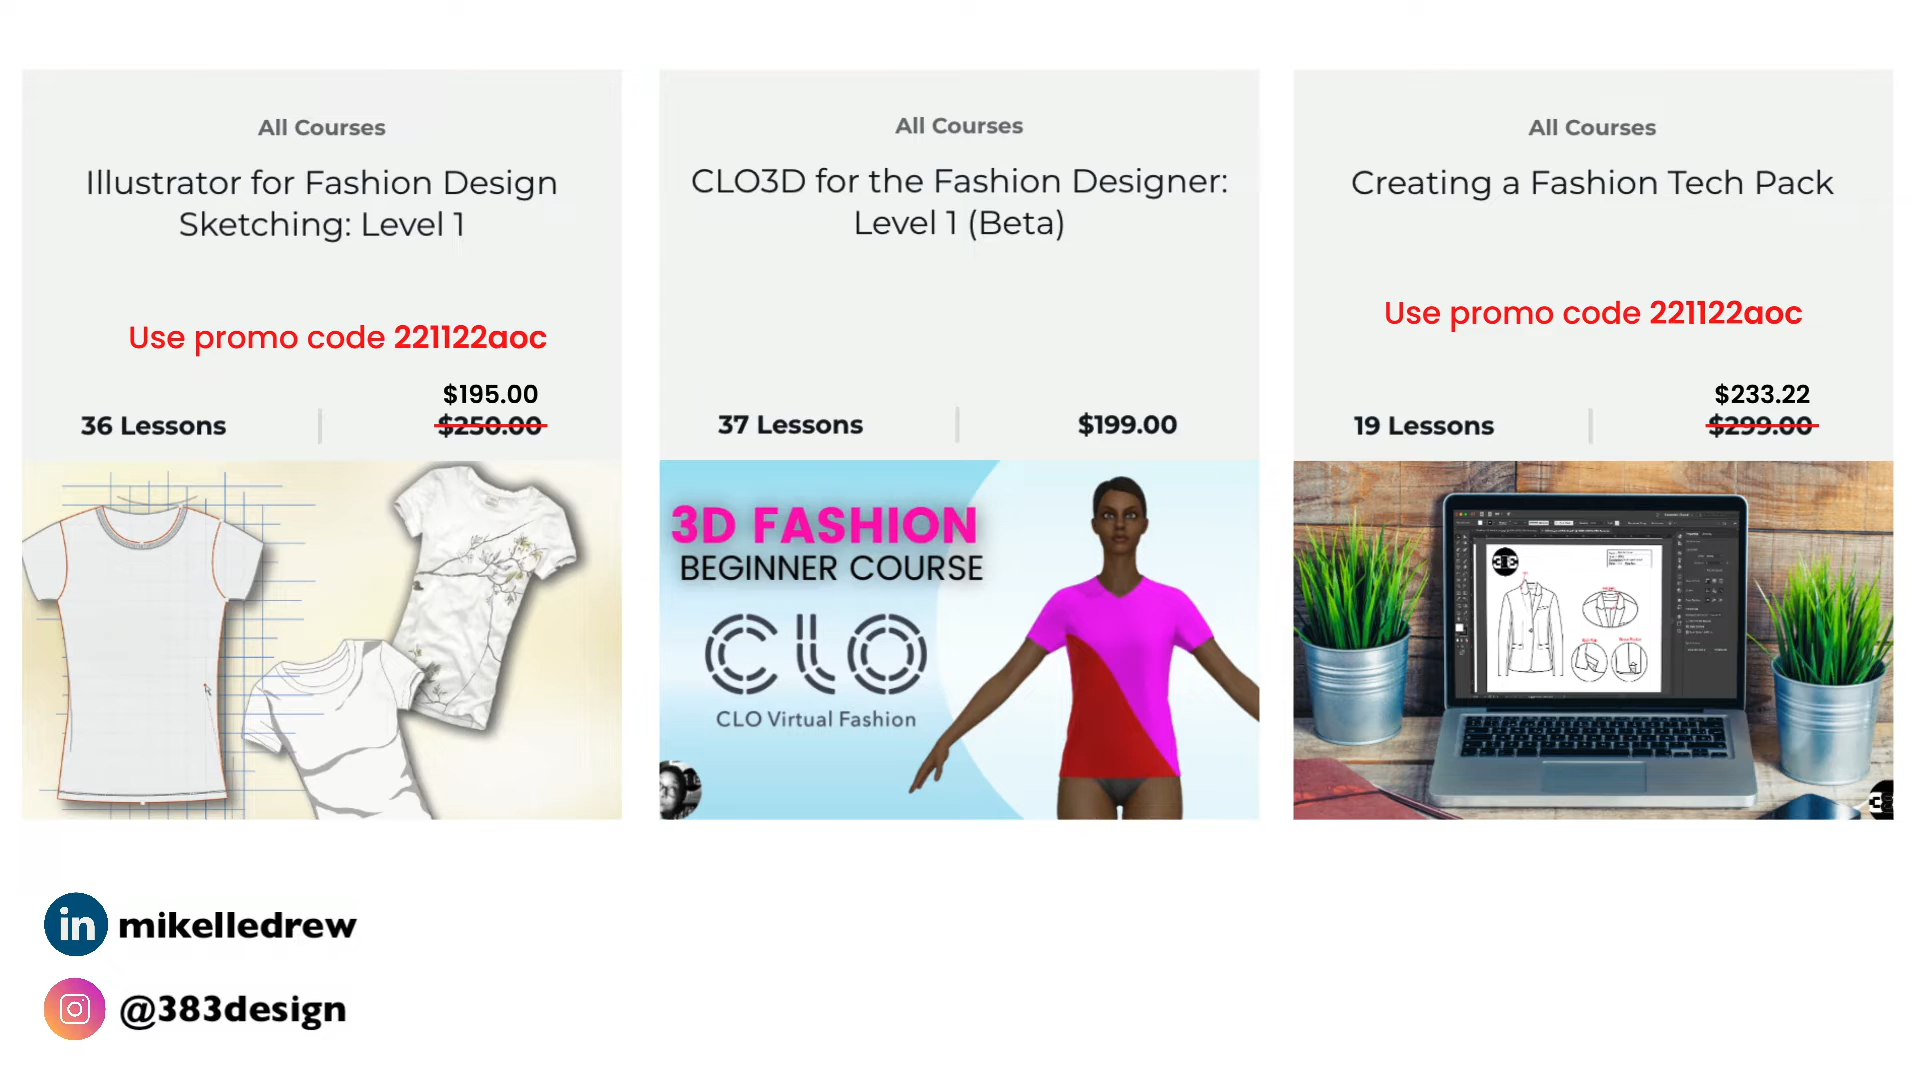 All Courses
Illustrator for Fashion Design
Sketching: Level 1
Use promo code 221122aoc
$195.00
36 Lessons
$250.00
All Courses
CLO3D for the Fashion Designer:
Level 1 (Beta)
37 Lessons
$199.00
3D FASHION
BEGINNER COURSE
CLO
CLO Virtual Fashion
All Courses
Creating a Fashion Tech Pack
Use promo code 221122aoc
$233.22
19 Lessons
$299.00
in mikelledrew
@383design